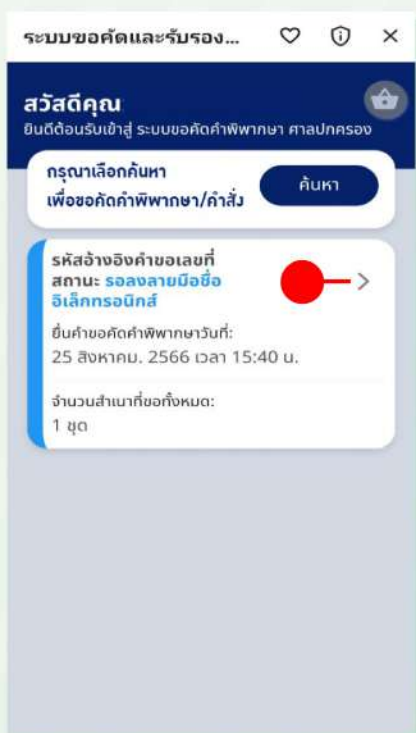 ระบบขอคัดและรับรอง...
สวัสดีคุณ
ยินดีต้อนรับเข้าสู่ ระบบขอคัดคำพิพากษา ศาลปกครอง
กรุณาเลือกค้นหา
เพื่อขอคัดคำพิพากษา/คำสั่ง
ค้นหา
รหัสอ้างอิงคำขอเลขที่
สถานะ: รอลงลายมือชื่อ
อิเล็กทรอนิกส์
ยื่นคำขอคัดคำพิพากษาวันที่:
25 สิงหาคม. 2566 เวลา 15:40 น.
จำนวนสำเนาที่ขอทั้งหมด:
1 ชุด